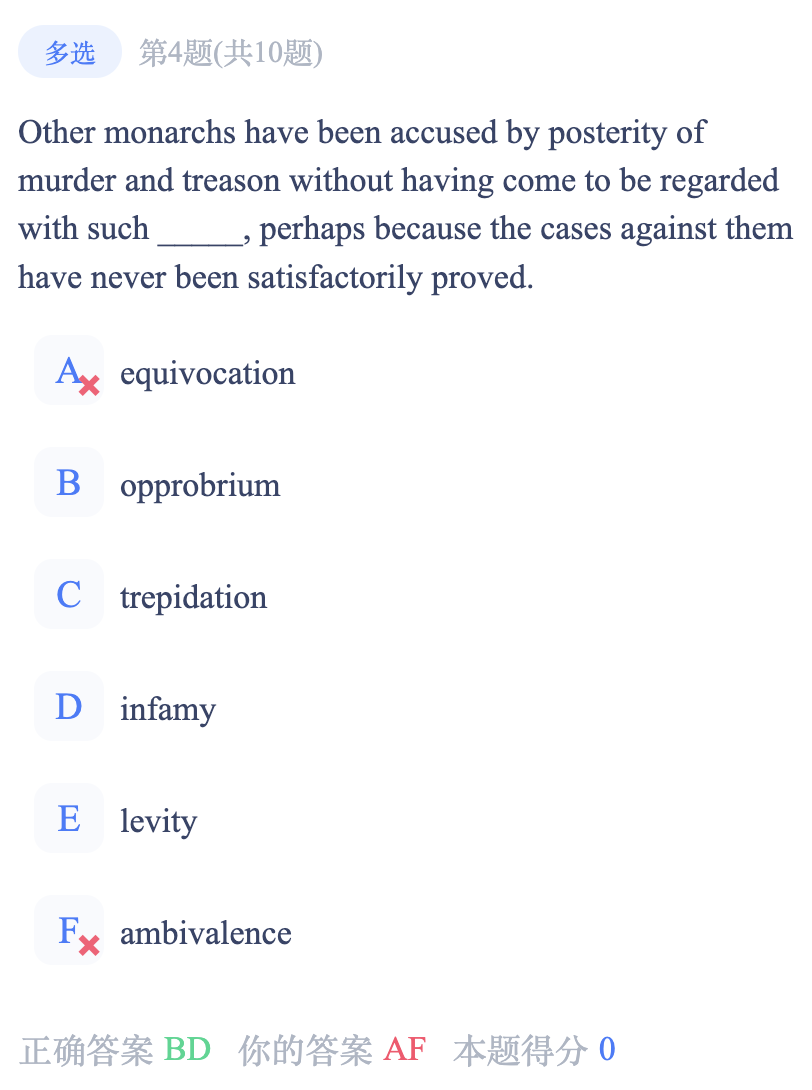 多选 第4题(共10题)
Other monarchs have been accused by posterity of
murder and treason without having come to be regarded
with such _____, perhaps because the cases against them
have never been satisfactorily proved.
A equivocation
B opprobrium
C trepidation
D infamy
E levity
F ambivalence
正确答案 BD 你的答案 AF 本题得分 0